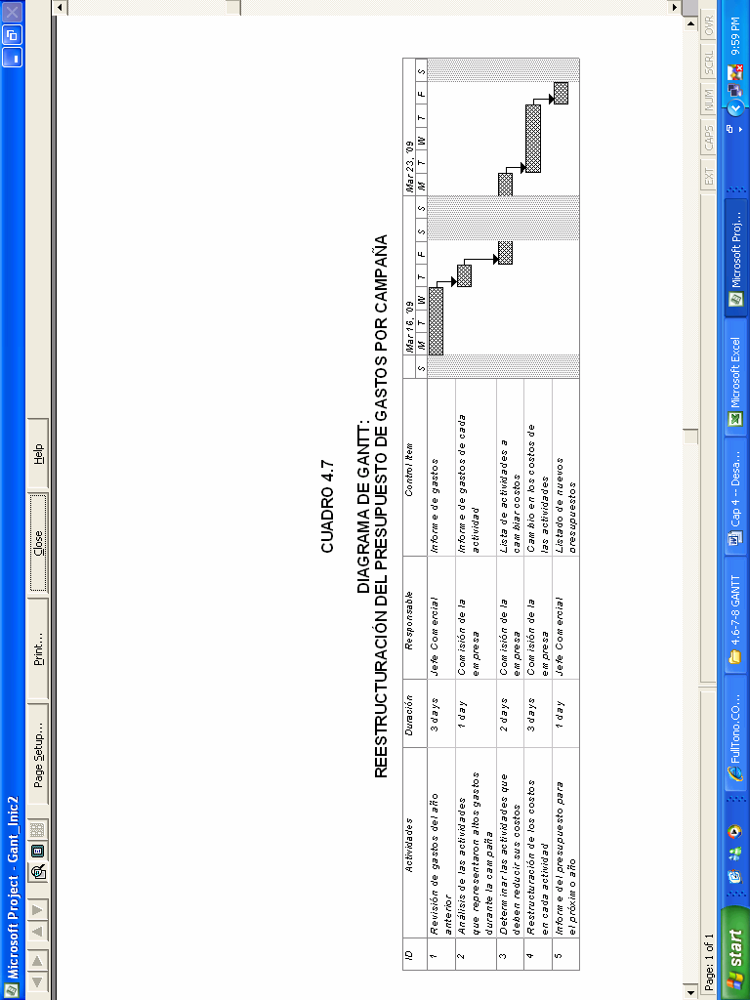 Microsoft Project - Gant_Inic2
Page Setup...
Print...
Close
Help
CUADRO 4.7
DIAGRAMA DE GANTT:
REESTRUCTURACIÓN DEL PRESUPUESTO DE GASTOS POR CAMPAÑA
ID Actividades Duración Responsable Control Item
Mar 16, '09 Mar 23, '09
S M T W T F S S M T W T F S
1 Revisión de gastos del año 3 days Jefe Comercial Informe de gastos
anterior
2 Análisis de las actividades 1 day Comisión de la Informe de gastos de cada
que representaron altos gastos empresa actividad
durante la campaña
3 Determinar las actividades que 2 days Comisión de la Lista de actividades a
deben reducir sus costos empresa cambiar costos
4 Restructuración de los costos 3 days Comisión de la Cambio en los costos de
en cada actividad empresa las actividades
5 Informe del presupuesto para 1 day Jefe Comercial Listado de nuevos
el próximo año presupuestos
Page: 1 of 1
EXT CAPS NUM SCRL OVR
start
FullTono.CO...
4.6-7-8 GANTT
Cap 4 -- Desa...
Microsoft Excel
Microsoft Proj...
9:59 PM